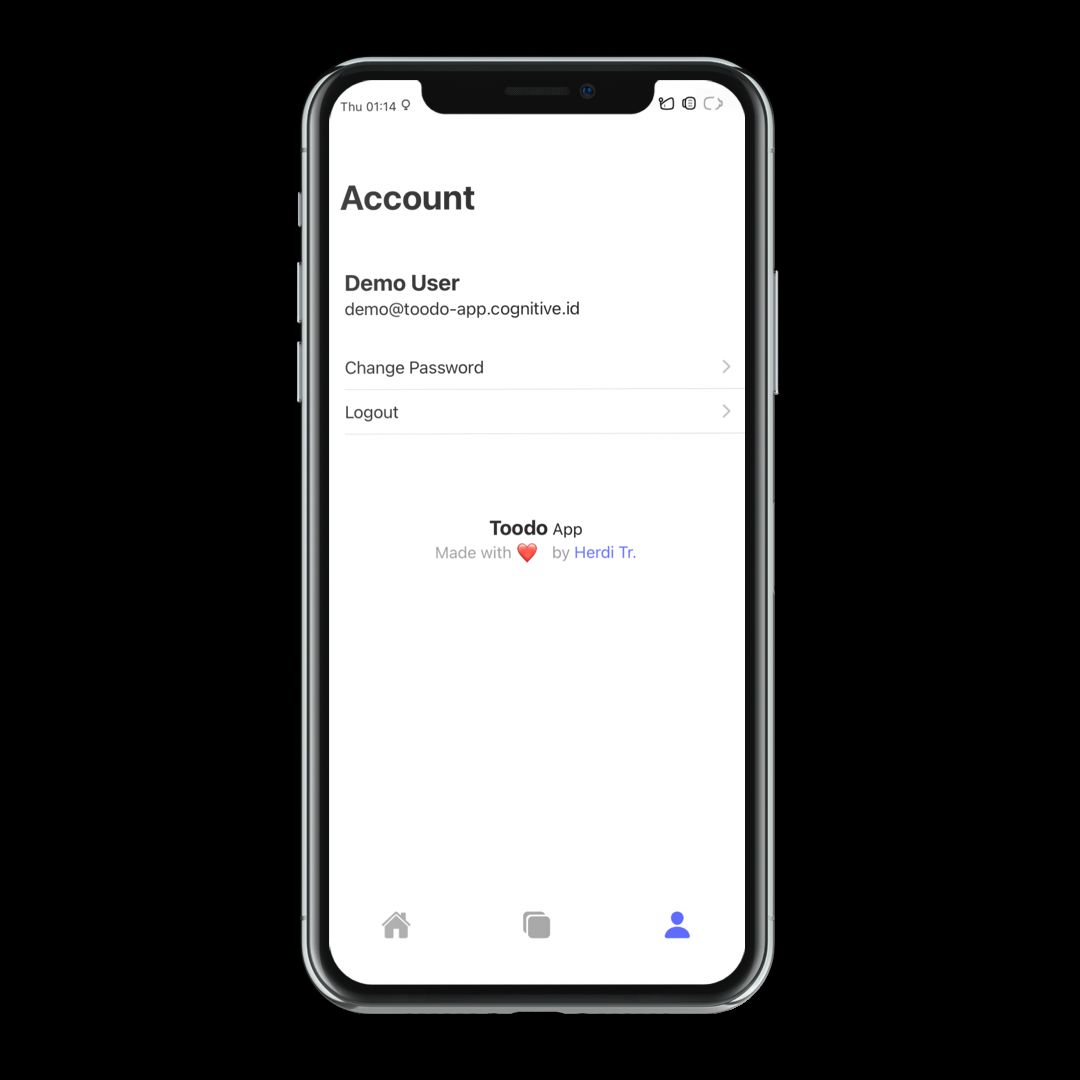 Thu 01:14
Account
Demo User
demo@toodo-app.cognitive.id
Change Password
Logout
Toodo App
Made with ❤️ by Herdi Tr.